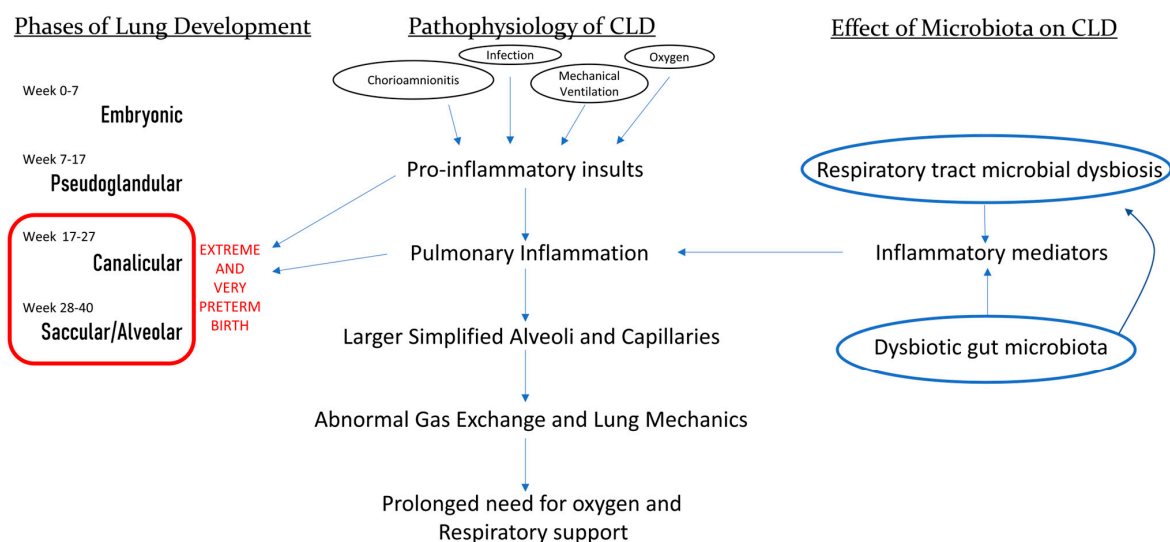 Phases of Lung Development
Week 0-7
Embryonic
Week 7-17
Pseudoglandular
Week 17-27
Canalicular
Week 28-40
Saccular/Alveolar
EXTREME
AND
VERY
PRETERM
BIRTH
Pathophysiology of CLD
Chorioamnionitis
Infection
Mechanical
Ventilation
Oxygen
Pro-inflammatory insults
Pulmonary Inflammation
Larger Simplified Alveoli and Capillaries
Abnormal Gas Exchange and Lung Mechanics
Prolonged need for oxygen and
Respiratory support
Effect of Microbiota on CLD
Respiratory tract microbial dysbiosis
Inflammatory mediators
Dysbiotic gut microbiota